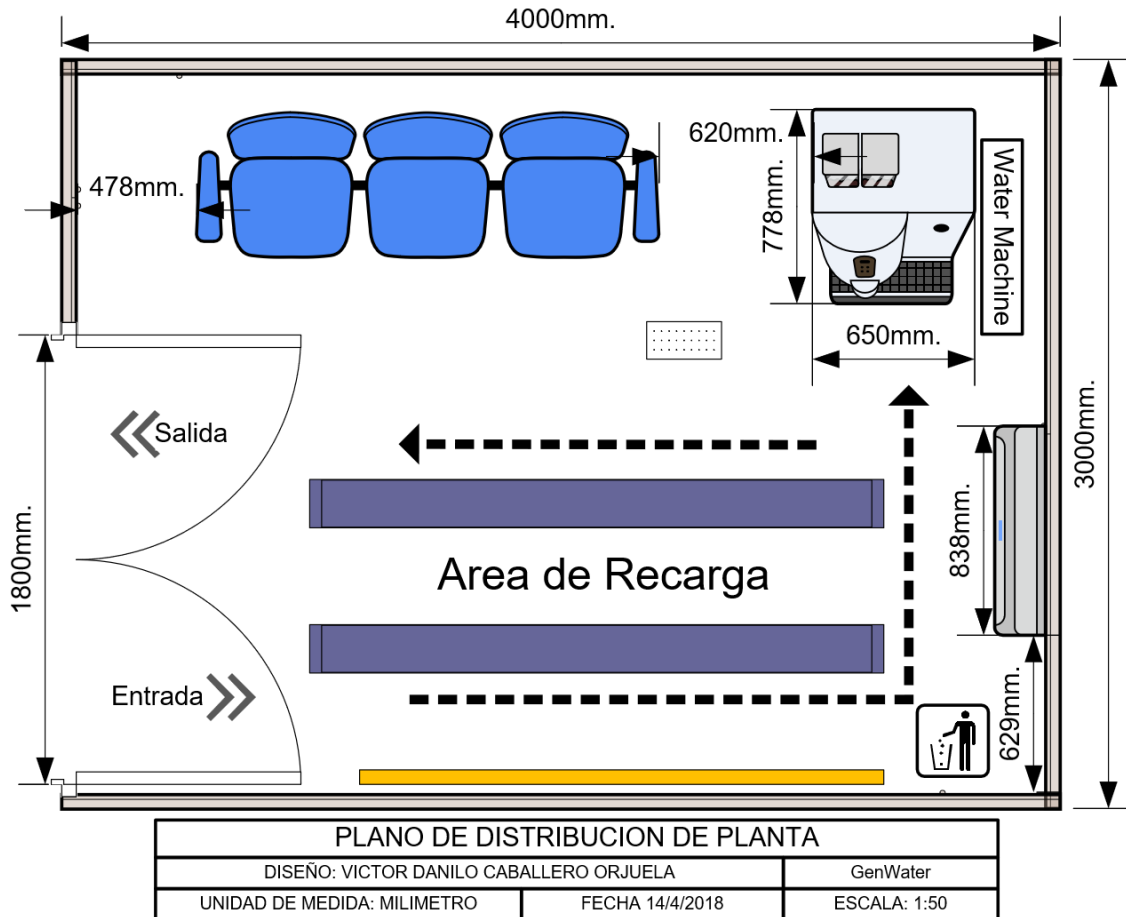 4000mm.
620mm.
478mm.
778mm.
Water Machine
650mm.
Salida
3000mm.
838mm.
1800mm.
Area de Recarga
Entrada
629mm.
PLANO DE DISTRIBUCION DE PLANTA
DISEÑO: VICTOR DANILO CABALLERO ORJUELA
GenWater
UNIDAD DE MEDIDA: MILIMETRO
FECHA 14/4/2018
ESCALA: 1:50